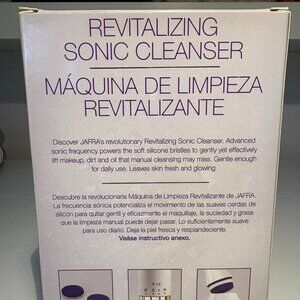 REVITALIZING
SONIC CLEANSER
MÁQUINA DE LIMPIEZA
REVITALIZANTE
Discover JAFRA's revolutionary Revitalizing Sonic Cleanser. Advanced
sonic frequency powers the soft silicone bristles to gently yet effectively
lift makeup, dirt and oil that manual cleansing may miss. Gentle enough
for daily use. Leaves skin fresh and glowing.
Descubre la revolucionaria Máquina de Limpieza Revitalizante de JAFRA.
La frecuencia sónica potencializa el movimiento de las suaves cerdas de
silicón para quitar gentil y eficazmente el maquillaje, la suciedad y grasa
que la limpieza manual puede dejar pasar. Lo suficientemente suave
para uso diario. Deja la piel fresca y resplandeciente.
Véase instructivo anexo.